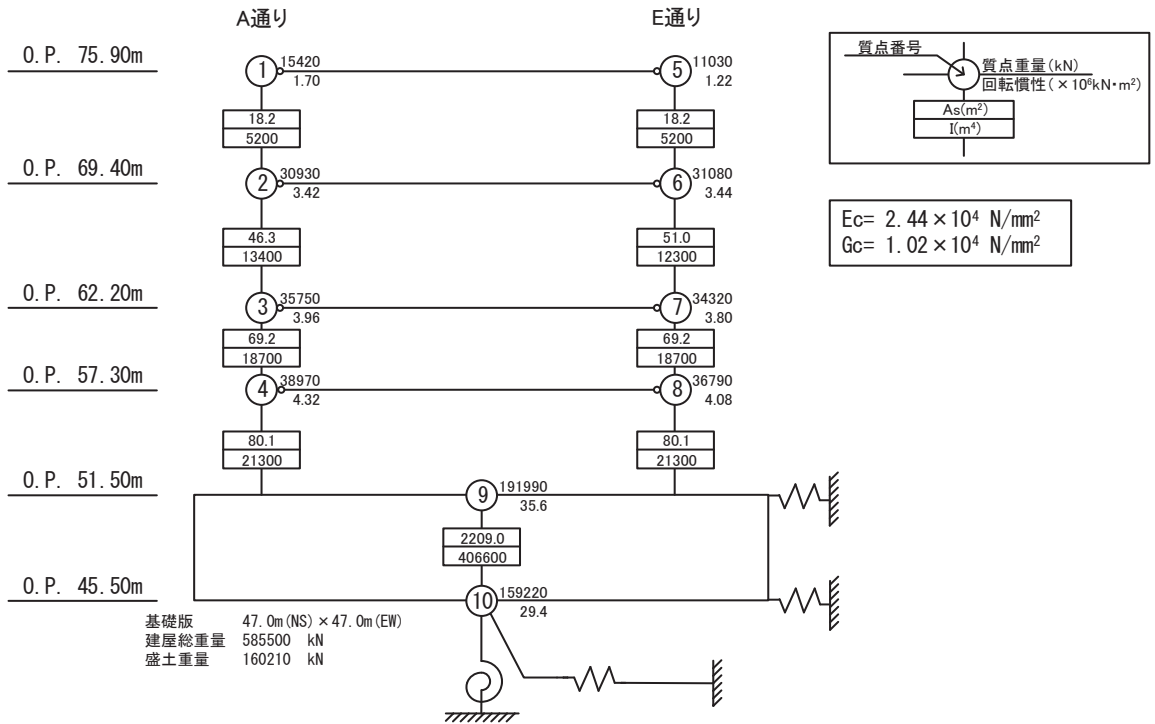 A通り E通り
O.P. 75.90m
1 15420
1.70
5 11030
1.22
質点番号
質点重量(kN)
回転慣性(×10⁶kN・m²)
As(m²)
I(m⁴)
18.2
5200
18.2
5200
O.P. 69.40m
2 30930
3.42
6 31080
3.44
Ec= 2.44×10⁴ N/mm²
Gc= 1.02×10⁴ N/mm²
46.3
13400
51.0
12300
O.P. 62.20m
3 35750
3.96
7 34320
3.80
69.2
18700
69.2
18700
O.P. 57.30m
4 38970
4.32
8 36790
4.08
80.1
21300
80.1
21300
O.P. 51.50m
9 191990
35.6
2209.0
406600
O.P. 45.50m
10 159220
29.4
基礎版 47.0m(NS)×47.0m(EW)
建屋総重量 585500 kN
盛土重量 160210 kN